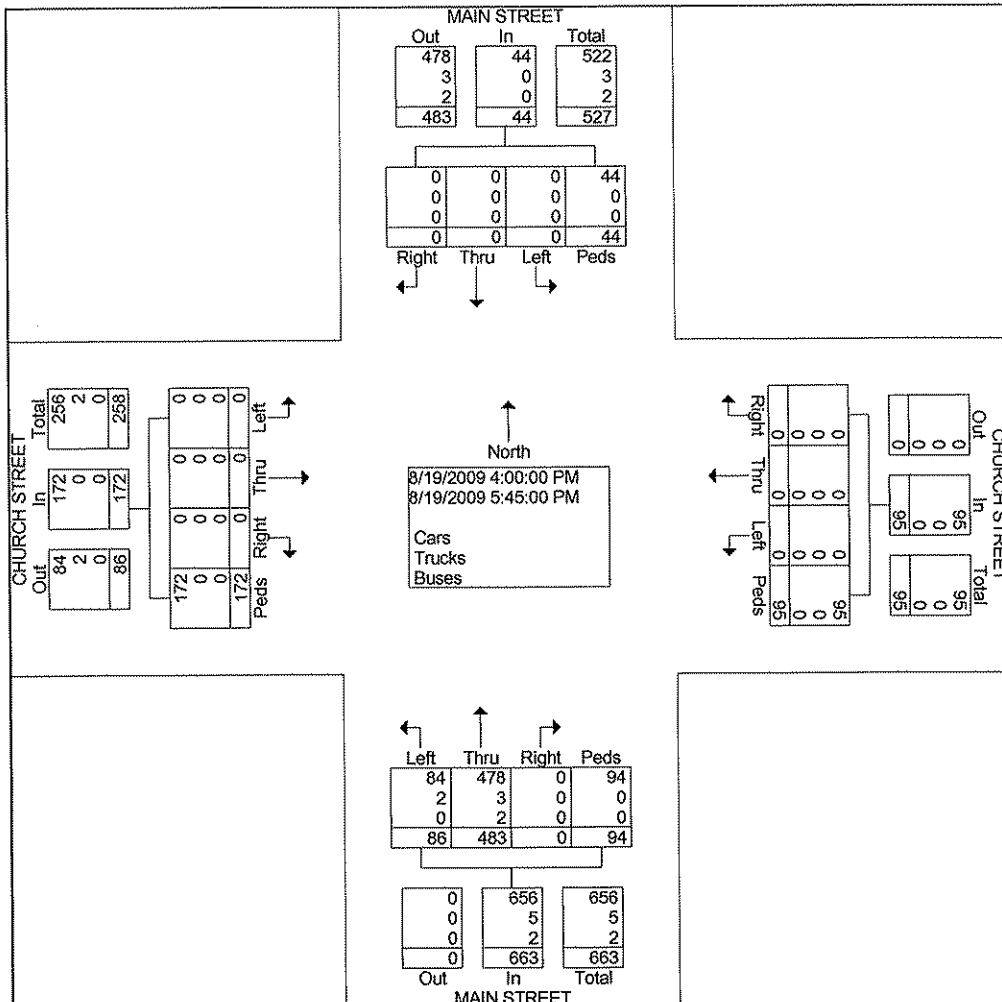 MAIN STREET
Out In Total
478 44 522
3 0 3
2 0 2
483 44 527
0 0 0 44
0 0 0 0
0 0 0 0
0 0 0 44
Right Thru Left Peds
CHURCH STREET
Out In Total
84 172 256
2 0 2
0 0 0
86 172 258
Left Thru Right Peds
0 0 0 172
0 0 0 0
0 0 0 0
0 0 0 172
North
8/19/2009 4:00:00 PM
8/19/2009 5:45:00 PM
Cars
Trucks
Buses
Right Thru Left Peds
0 0 0 95
0 0 0 0
0 0 0 0
0 0 0 95
CHURCH STREET
Out In Total
0 95 95
0 0 0
0 0 0
0 95 95
Left Thru Right Peds
84 478 0 94
2 3 0 0
0 2 0 0
86 483 0 94
0 656 656
0 5 5
0 2 2
0 663 663
Out In Total
MAIN STREET